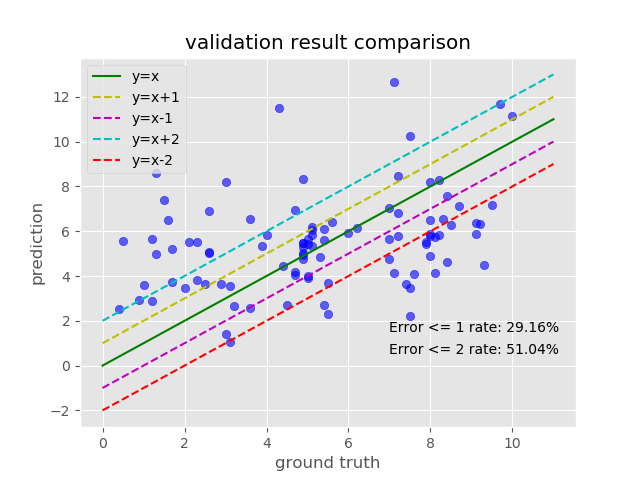 validation result comparison
y=x
y=x+1
y=x-1
y=x+2
y=x-2
12
10
8
6
4
2
0
−2
prediction
Error <= 1 rate: 29.16%
Error <= 2 rate: 51.04%
0 2 4 6 8 10
ground truth